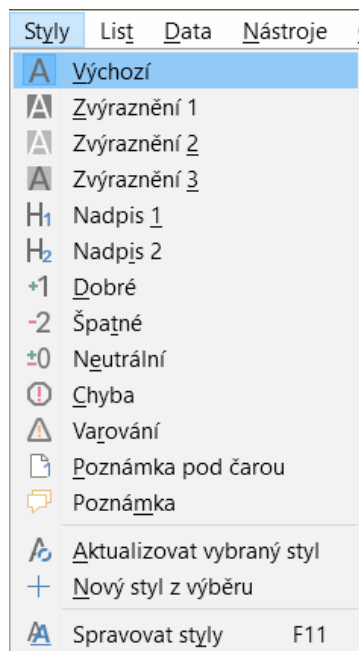 Styly List Data Nástroje
Výchozí
Zvýraznění 1
Zvýraznění 2
Zvýraznění 3
Nadpis 1
Nadpis 2
Dobré
Špatné
Neutrální
Chyba
Varování
Poznámka pod čarou
Poznámka
Aktualizovat vybraný styl
Nový styl z výběru
Spravovat styly F11